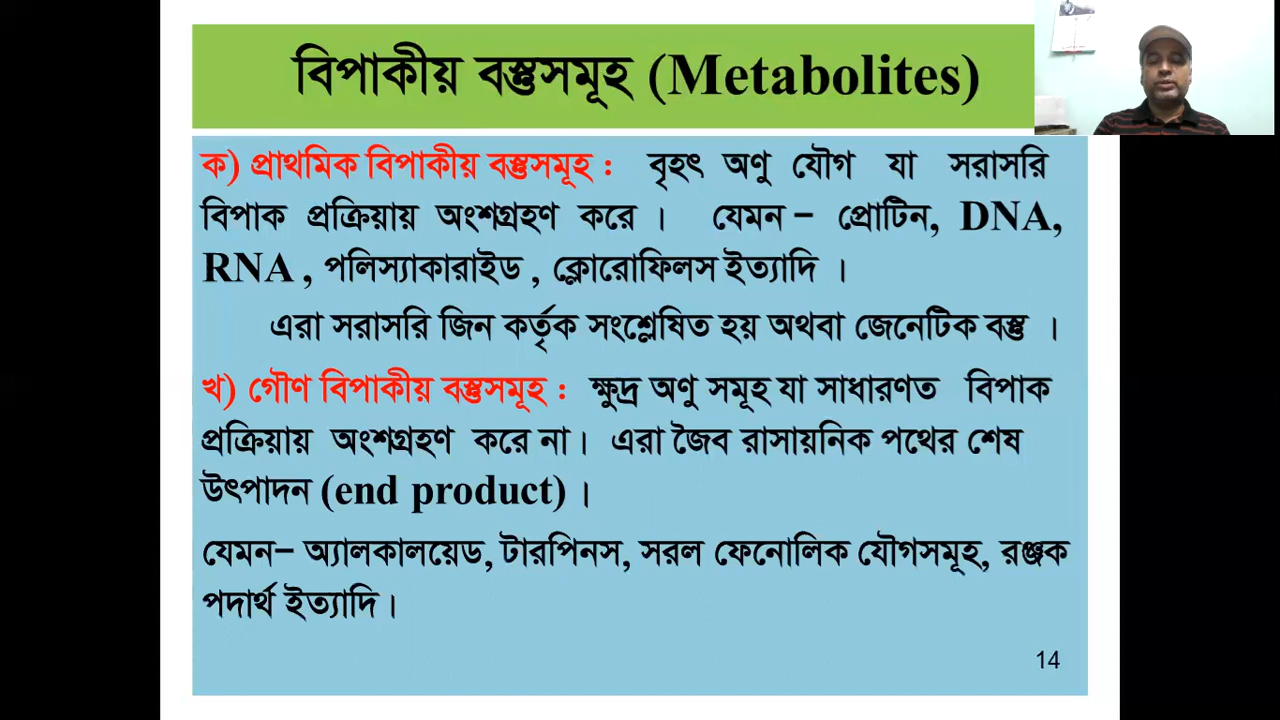 বিপাকীয় বস্তুসমূহ (Metabolites)
ক) প্রাথমিক বিপাকীয় বস্তুসমূহ : বৃহৎ অণু যৌগ যা সরাসরি
বিপাক প্রক্রিয়ায় অংশগ্রহণ করে । যেমন – প্রোটিন, DNA,
RNA , পলিস্যাকারাইড , ক্লোরোফিলস ইত্যাদি ।
এরা সরাসরি জিন কর্তৃক সংশ্লেষিত হয় অথবা জেনেটিক বস্তু ।
খ) গৌণ বিপাকীয় বস্তুসমূহ : ক্ষুদ্র অণু সমূহ যা সাধারণত বিপাক
প্রক্রিয়ায় অংশগ্রহণ করে না। এরা জৈব রাসায়নিক পথের শেষ
উৎপাদন (end product) ।
যেমন– অ্যালকালয়েড, টারপিনস, সরল ফেনোলিক যৌগসমূহ, রঞ্জক
পদার্থ ইত্যাদি।
14